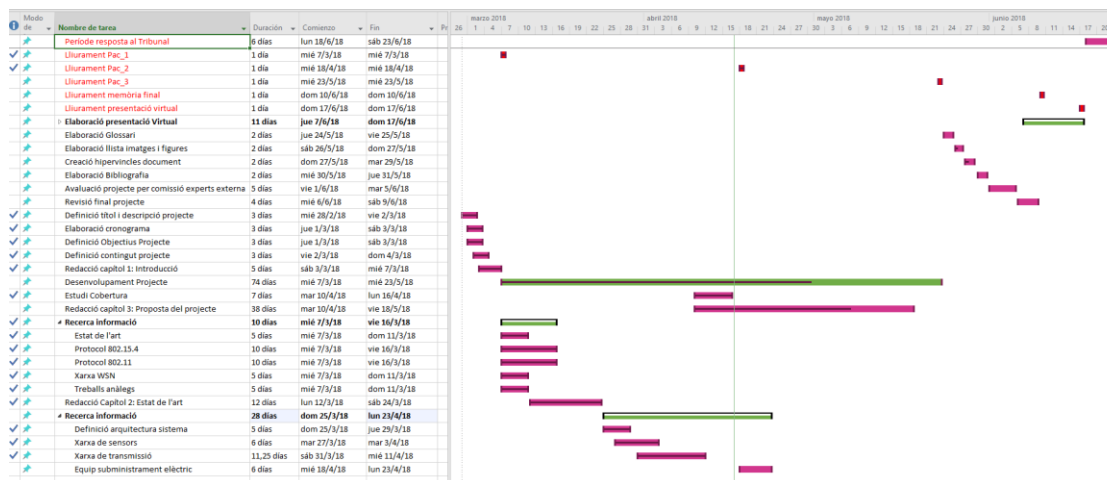 marzo 2018 abril 2018 mayo 2018 junio 2018
Modo de Nombre de tarea Duración Comienzo Fin Pr 26 1 4 7 10 13 16 19 22 25 28 31 3 6 9 12 15 18 21 24 27 30 3 6 9 12 15 18 21 24 27 30 2 5 8 11 14 17 20
Període resposta al Tribunal 6 días lun 18/6/18 sáb 23/6/18
Lliurament Pac_1 1 día mié 7/3/18 mié 7/3/18
Lliurament Pac_2 1 día mié 18/4/18 mié 18/4/18
Lliurament Pac_3 1 día mié 23/5/18 mié 23/5/18
Lliurament memòria final 1 día dom 10/6/18 dom 10/6/18
Lliurament presentació virtual 1 día dom 17/6/18 dom 17/6/18
Elaboració presentació Virtual 11 días jue 7/6/18 dom 17/6/18
Elaboració Glossari 2 días jue 24/5/18 vie 25/5/18
Elaboració llista imatges i figures 2 días sáb 26/5/18 dom 27/5/18
Creació hipervincles document 2 días dom 27/5/18 mar 29/5/18
Elaboració Bibliografia 2 días mié 30/5/18 jue 31/5/18
Avaluació projecte per comissió experts externa 5 días vie 1/6/18 mar 5/6/18
Revisió final projecte 4 días mié 6/6/18 sáb 9/6/18
Definició títol i descripció projecte 3 días mié 28/2/18 vie 2/3/18
Elaboració cronograma 3 días jue 1/3/18 sáb 3/3/18
Definició Objectius Projecte 3 días jue 1/3/18 sáb 3/3/18
Definició contingut projecte 3 días vie 2/3/18 dom 4/3/18
Redacció capítol 1: Introducció 5 días sáb 3/3/18 mié 7/3/18
Desenvolupament Projecte 74 días mié 7/3/18 mié 23/5/18
Estudi Cobertura 7 días mar 10/4/18 lun 16/4/18
Redacció capítol 3: Proposta del projecte 38 días mar 10/4/18 vie 18/5/18
Recerca informació 10 días mié 7/3/18 vie 16/3/18
Estat de l'art 5 días mié 7/3/18 dom 11/3/18
Protocol 802.15.4 10 días mié 7/3/18 vie 16/3/18
Protocol 802.11 10 días mié 7/3/18 vie 16/3/18
Xarxa WSN 5 días mié 7/3/18 dom 11/3/18
Treballs anàlegs 5 días mié 7/3/18 dom 11/3/18
Redacció Capítol 2: Estat de l'art 12 días lun 12/3/18 sáb 24/3/18
Recerca informació 28 días dom 25/3/18 lun 23/4/18
Definició arquitectura sistema 5 días dom 25/3/18 jue 29/3/18
Xarxa de sensors 6 días mar 27/3/18 mar 3/4/18
Xarxa de transmissió 11,25 días sáb 31/3/18 mié 11/4/18
Equip subministrament elèctric 6 días mié 18/4/18 lun 23/4/18